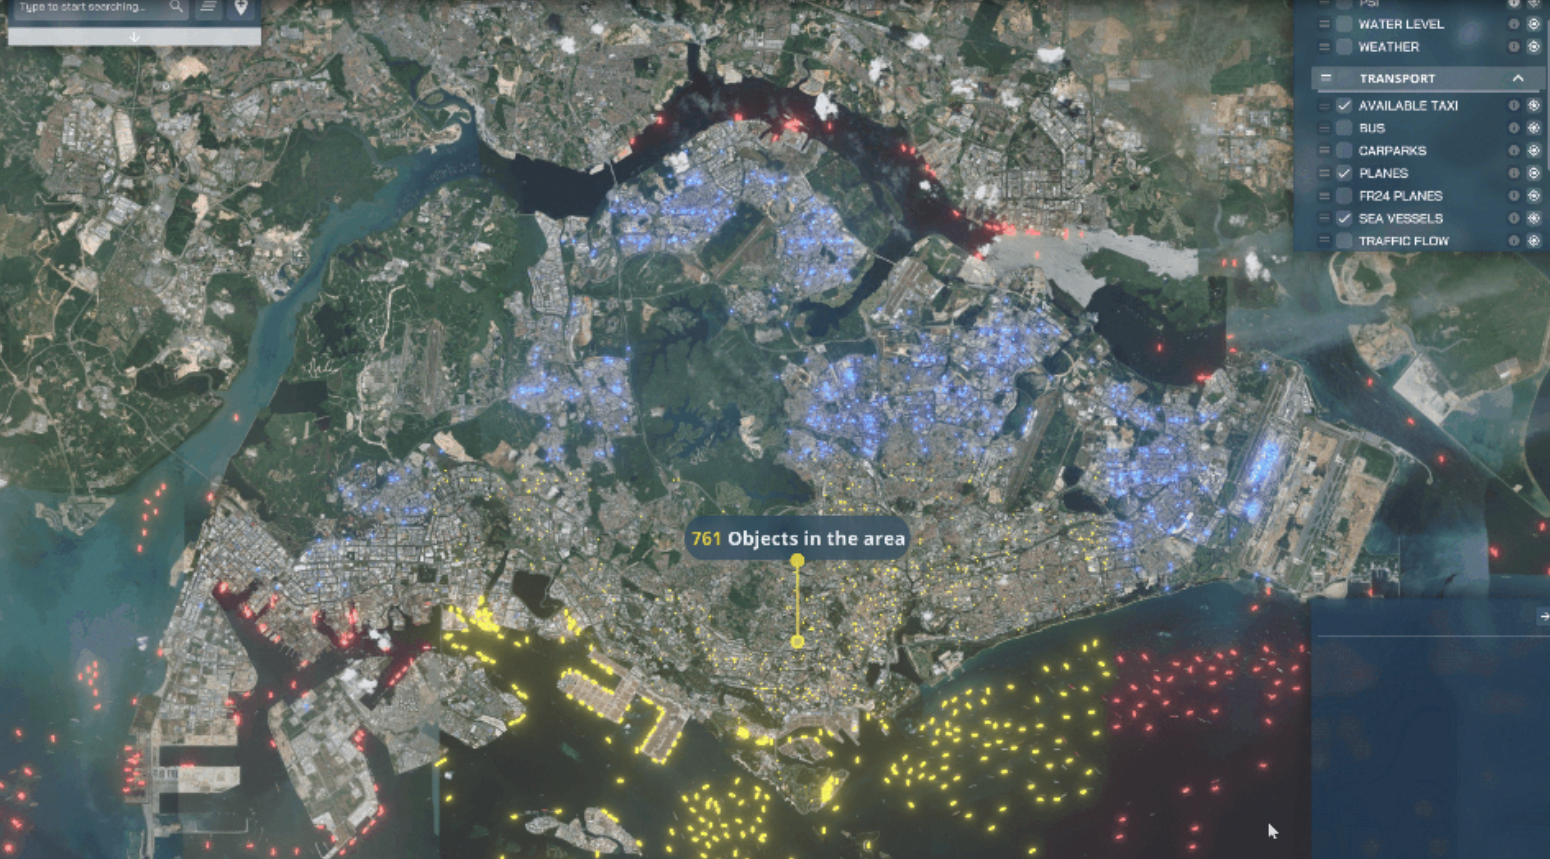 Type to start searching...
PSI
WATER LEVEL
WEATHER
TRANSPORT
AVAILABLE TAXI
BUS
CARPARKS
PLANES
FR24 PLANES
SEA VESSELS
TRAFFIC FLOW
761 Objects in the area